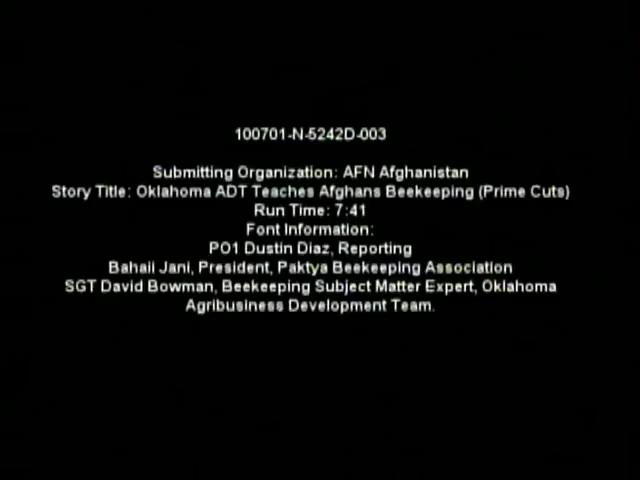 100701-N-5242D-003
Submitting Organization: AFN Afghanistan
Story Title: Oklahoma ADT Teaches Afghans Beekeeping (Prime Cuts)
Run Time: 7:41
Font Information:
PO1 Dustin Diaz, Reporting
Bahaii Jani, President, Paktya Beekeeping Association
SGT David Bowman, Beekeeping Subject Matter Expert, Oklahoma
Agribusiness Development Team.